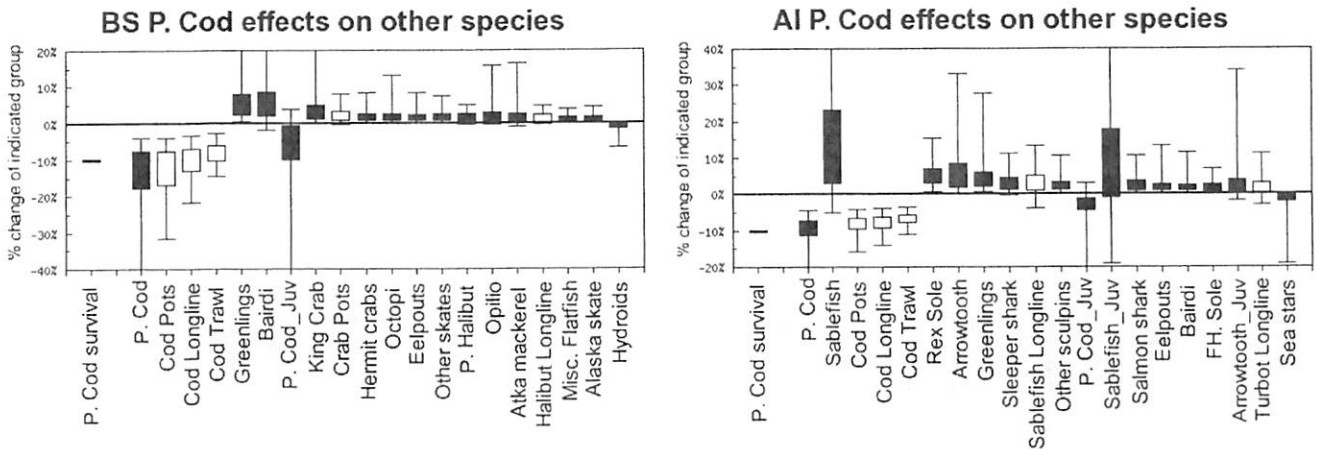 BS P. Cod effects on other species
% change of indicated group
20%
10%
0%
-10%
-20%
-30%
-40%
P. Cod survival
P. Cod
Cod Pots
Cod Longline
Cod Trawl
Greenlings
Bairdi
P. Cod_Juv
King Crab
Crab Pots
Hermit crabs
Octopi
Eelpouts
Other skates
P. Halibut
Opilio
Atka mackerel
Halibut Longline
Misc. Flatfish
Alaska skate
Hydroids
AI P. Cod effects on other species
% change of indicated group
40%
30%
20%
10%
0%
-10%
-20%
P. Cod survival
P. Cod
Sablefish
Cod Pots
Cod Longline
Cod Trawl
Rex Sole
Arrowtooth
Greenlings
Sleeper shark
Sablefish Longline
Other sculpins
P. Cod_Juv
Sablefish_Juv
Salmon shark
Eelpouts
Bairdi
FH. Sole
Arrowtooth_Juv
Turbot Longline
Sea stars